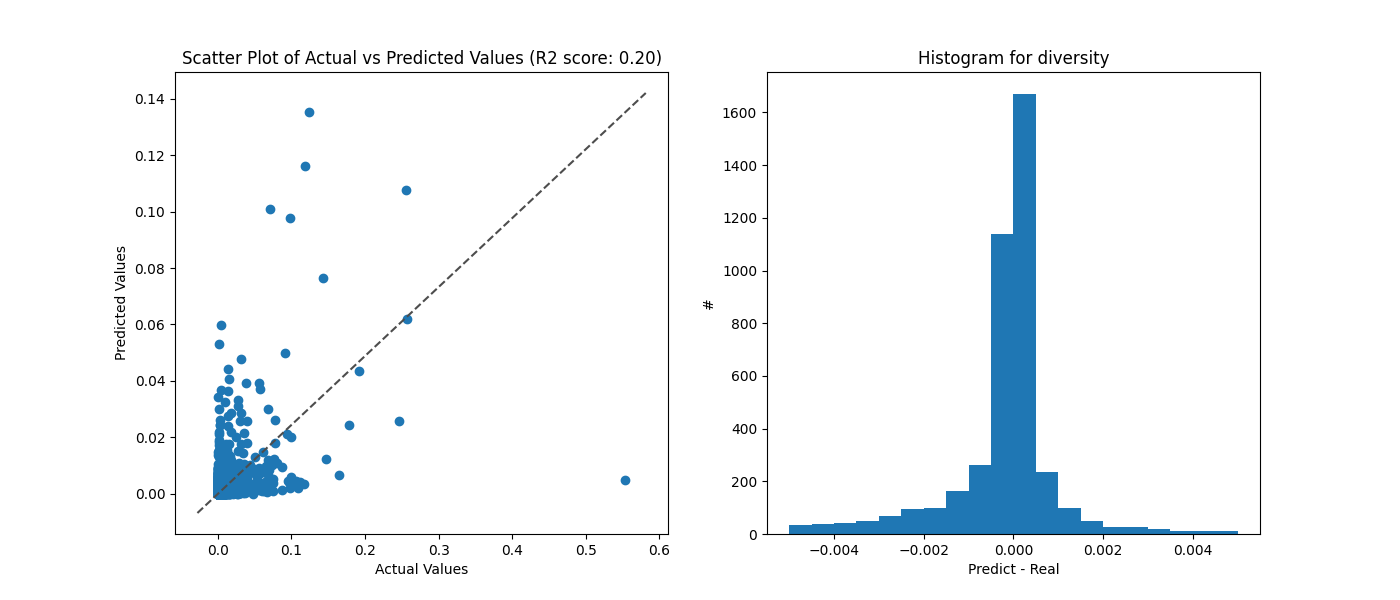 Scatter Plot of Actual vs Predicted Values (R2 score: 0.20)
0.14
0.12
0.10
0.08
0.06
0.04
0.02
0.00
Predicted Values
0.0 0.1 0.2 0.3 0.4 0.5 0.6
Actual Values
Histogram for diversity
1600
1400
1200
1000
800
600
400
200
0
#
−0.004 −0.002 0.000 0.002 0.004
Predict - Real